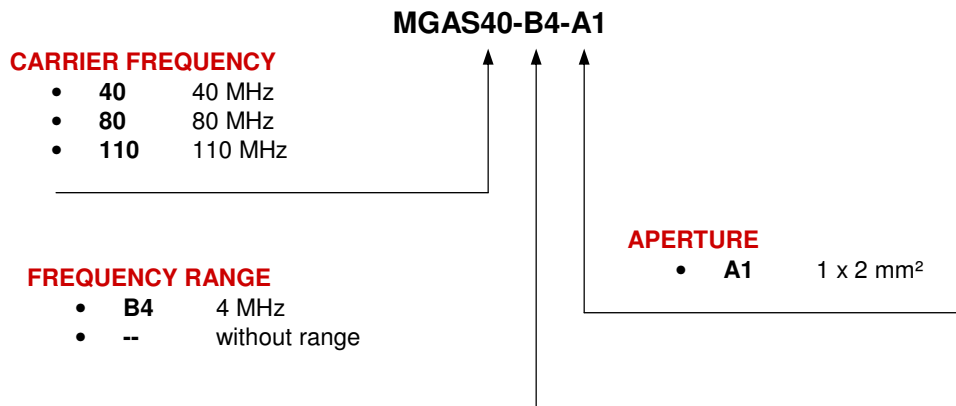 MGAS40-B4-A1
CARRIER FREQUENCY
• 40 40 MHz
• 80 80 MHz
• 110 110 MHz
APERTURE
• A1 1 x 2 mm²
FREQUENCY RANGE
• B4 4 MHz
• -- without range